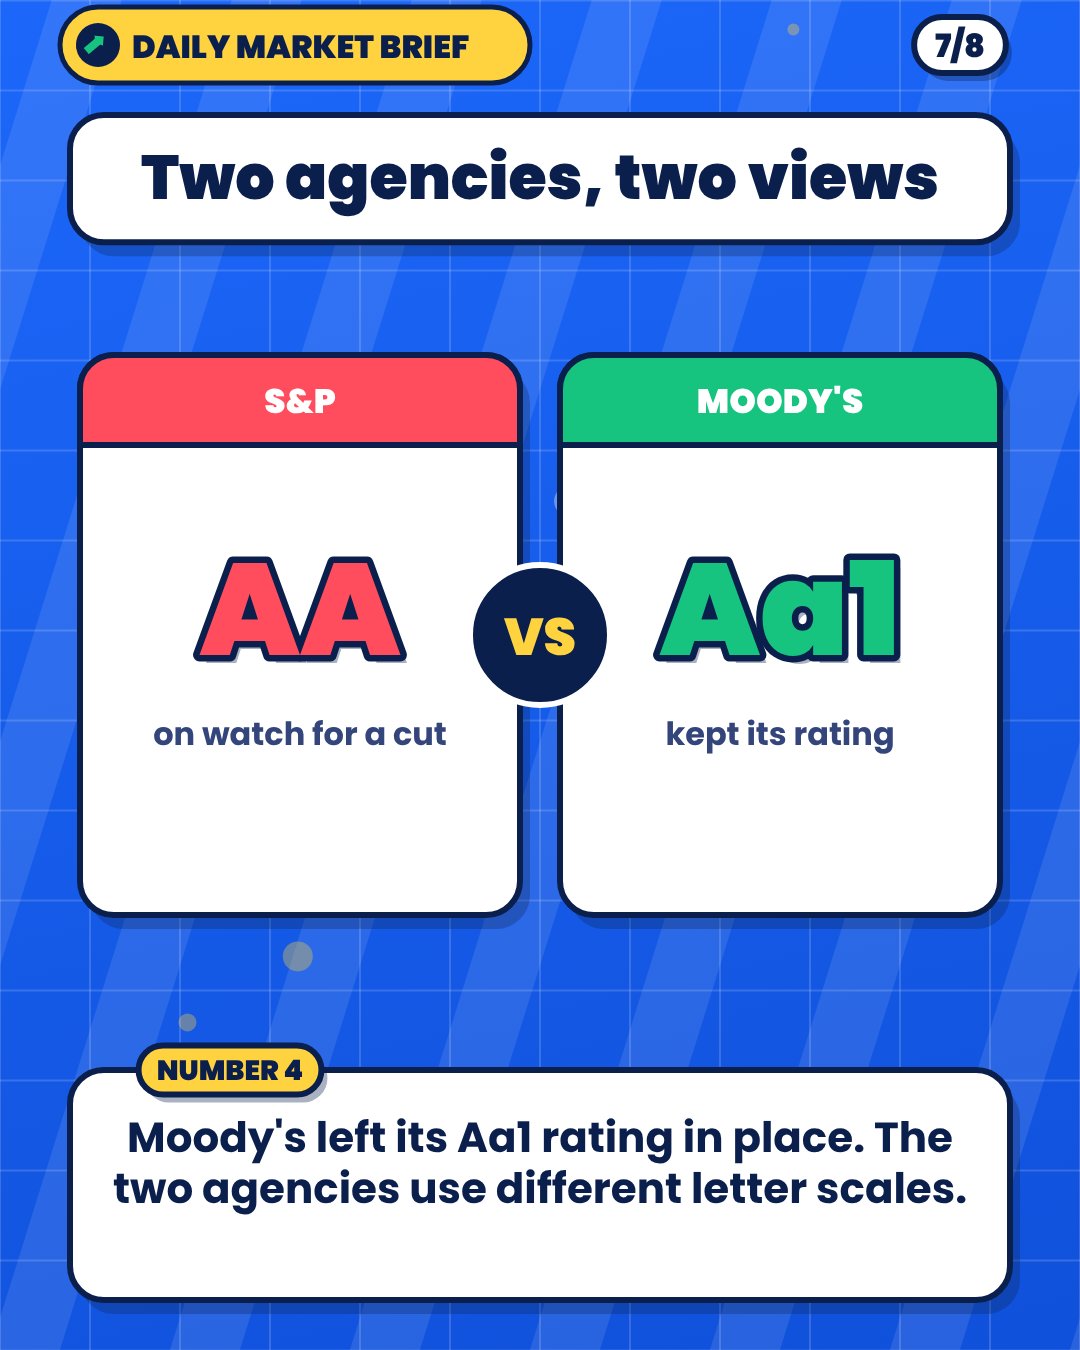 DAILY MARKET BRIEF
7/8
Two agencies, two views
S&P
MOODY'S
AA
VS
Aa1
on watch for a cut
kept its rating
NUMBER 4
Moody's left its Aa1 rating in place. The
two agencies use different letter scales.